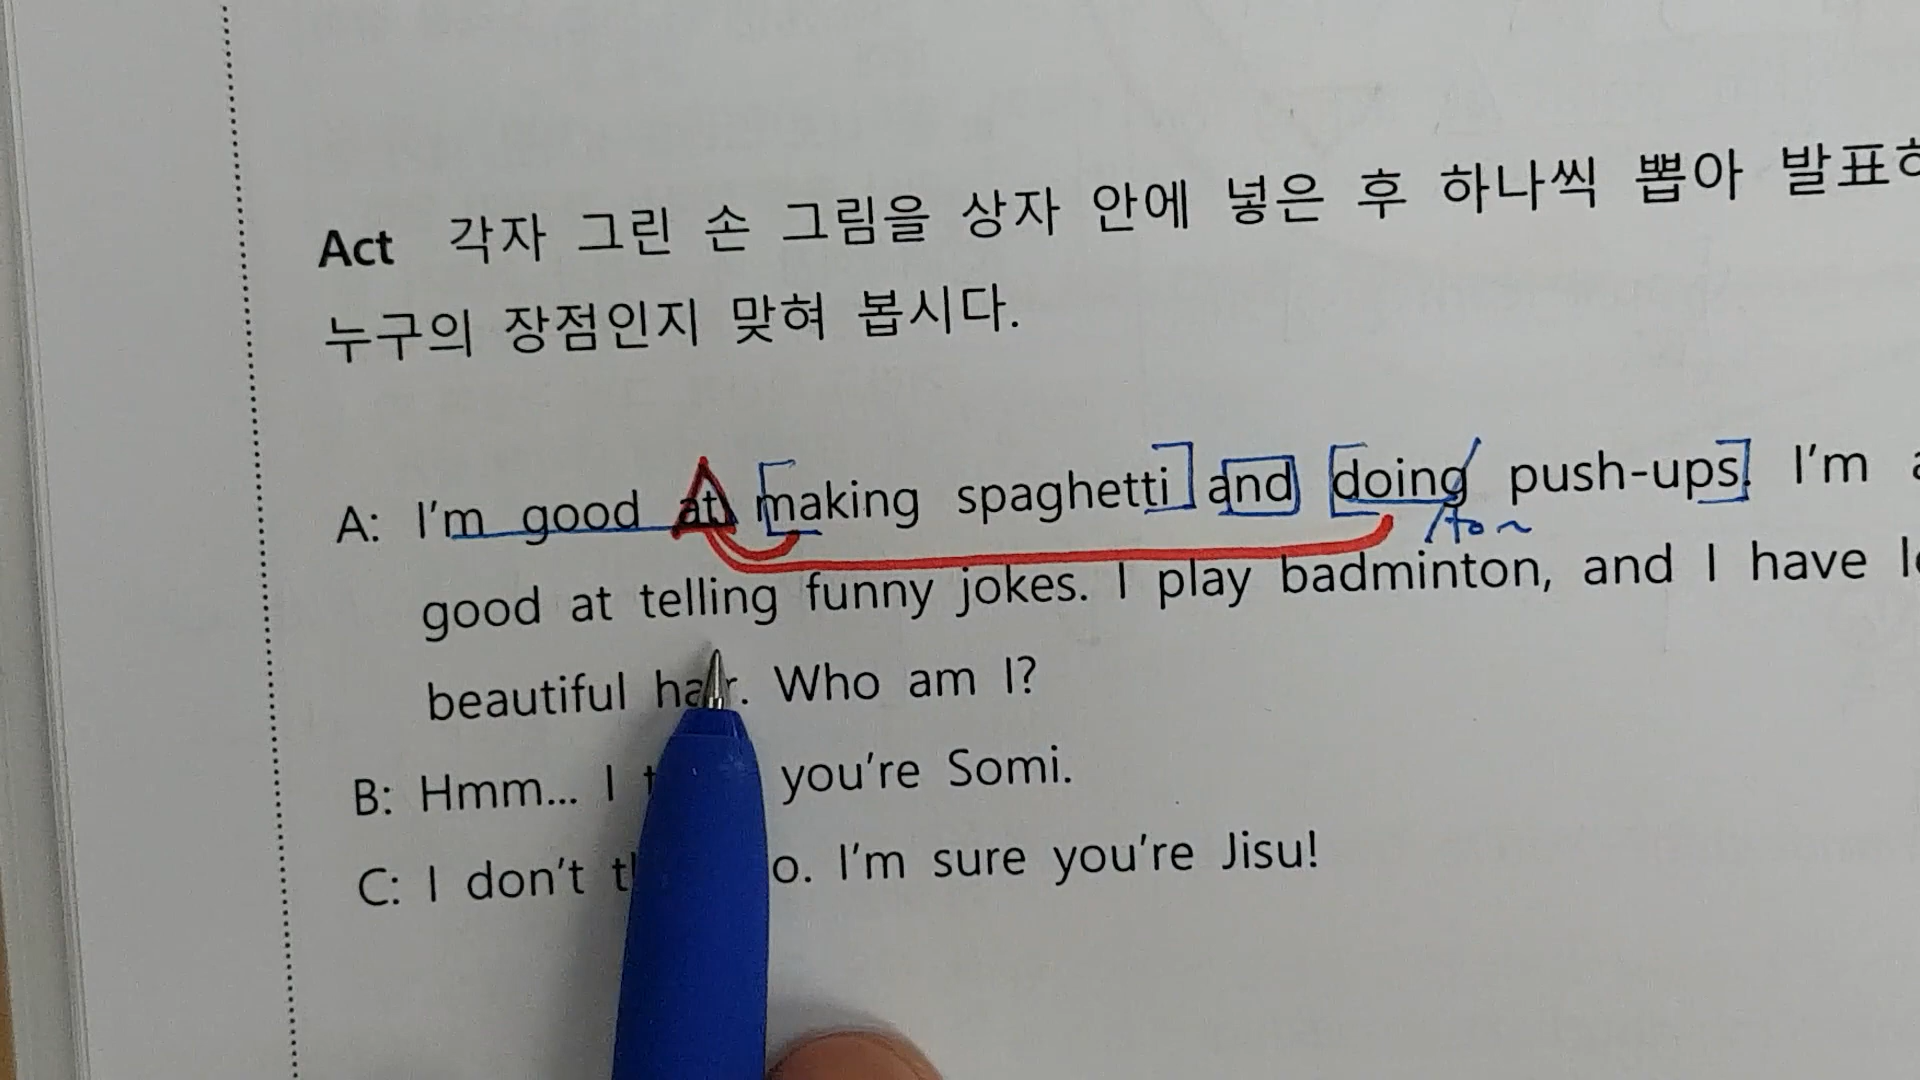 Act 각자 그린 손 그림을 상자 안에 넣은 후 하나씩 뽑아
누구의 장점인지 맞혀 봅시다.
A: I'm good at making spaghetti and doing push-ups. I'm
/to ~
good at telling funny jokes. I play badminton, and I have
beautiful hair. Who am I?
B: Hmm... I you're Somi.
C: I don't I'm sure you're Jisu!